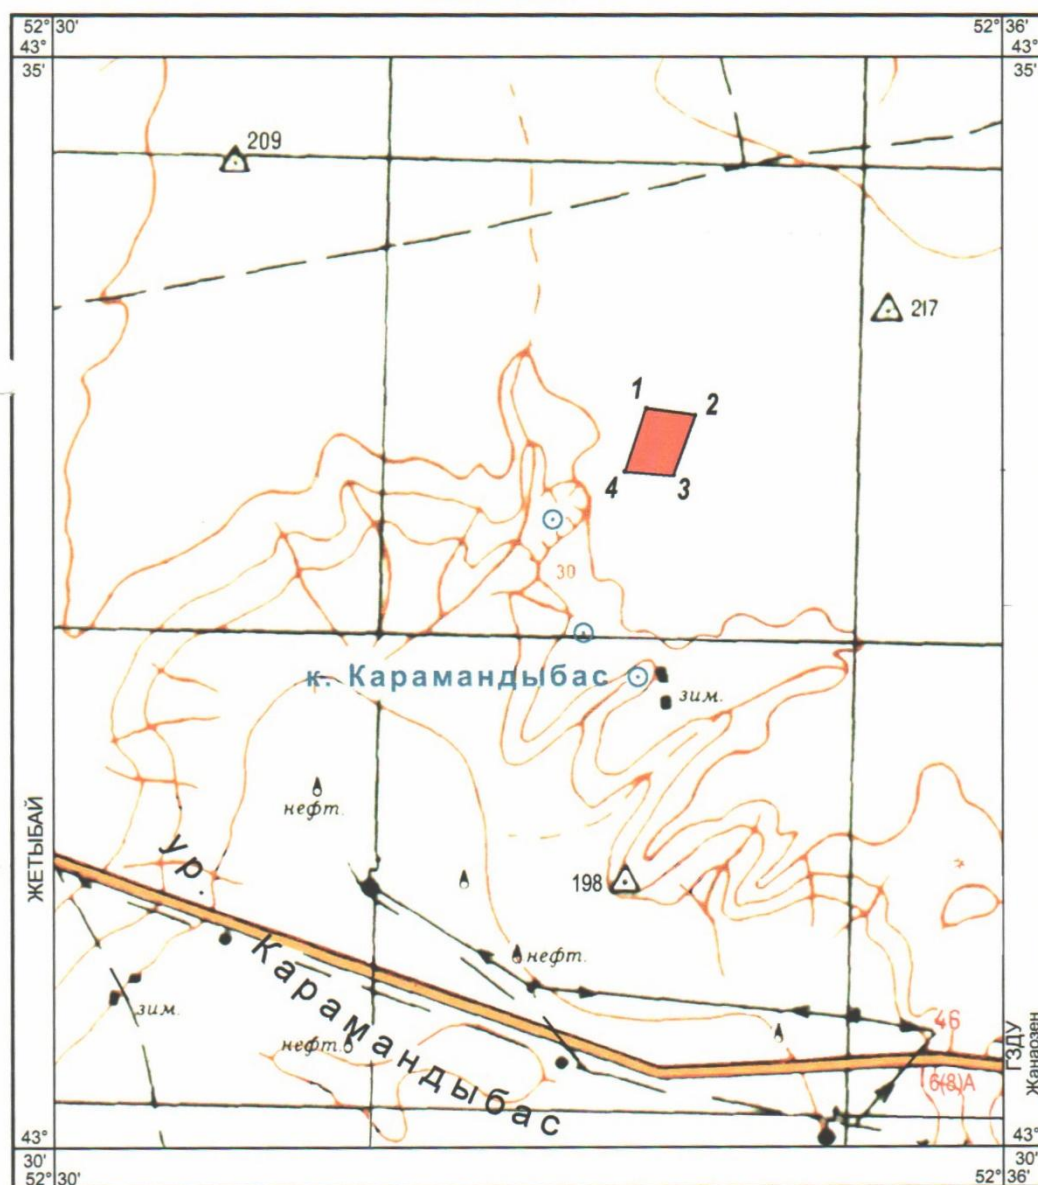 52° 30'
52° 36'
43°
35'
43°
35'
209
217
1
2
4
3
30
к. Карамандыбас
зим.
нефт.
ЖЕТЫБАЙ
ур.
198
Карамандыбас
нефт.
зим.
нефт.
46
6(8)А
ГЗДУ
Жанаозен
43°
30'
52° 30'
43°
30'
52° 36'